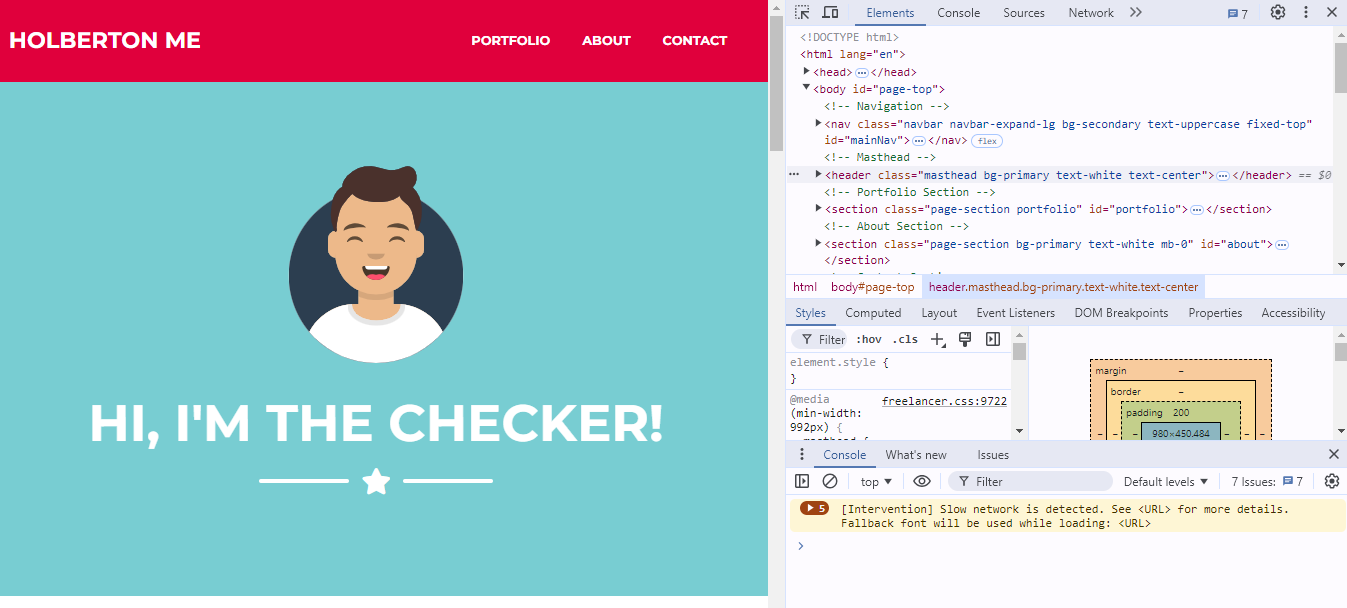 HOLBERTON ME
PORTFOLIO ABOUT CONTACT
HI, I'M THE CHECKER!
Elements Console Sources Network 7
<!DOCTYPE html>
<html lang="en">
<head> </head>
<body id="page-top">
<!-- Navigation -->
<nav class="navbar navbar-expand-lg bg-secondary text-uppercase fixed-top"
id="mainNav"> </nav> flex
<!-- Masthead -->
<header class="masthead bg-primary text-white text-center"> </header> == $0
<!-- Portfolio Section -->
<section class="page-section portfolio" id="portfolio"> </section>
<!-- About Section -->
<section class="page-section bg-primary text-white mb-0" id="about">
</section>
html body#page-top header.masthead.bg-primary.text-white.text-center
Styles Computed Layout Event Listeners DOM Breakpoints Properties Accessibility
Filter :hov .cls
element.style {
}
@media freelancer.css:9722
(min-width:
992px) {
margin –
border –
padding 200
– – – 980×450.484 – – –
Console What's new Issues
top Filter Default levels 7 Issues: 7
5 [Intervention] Slow network is detected. See <URL> for more details.
Fallback font will be used while loading: <URL>